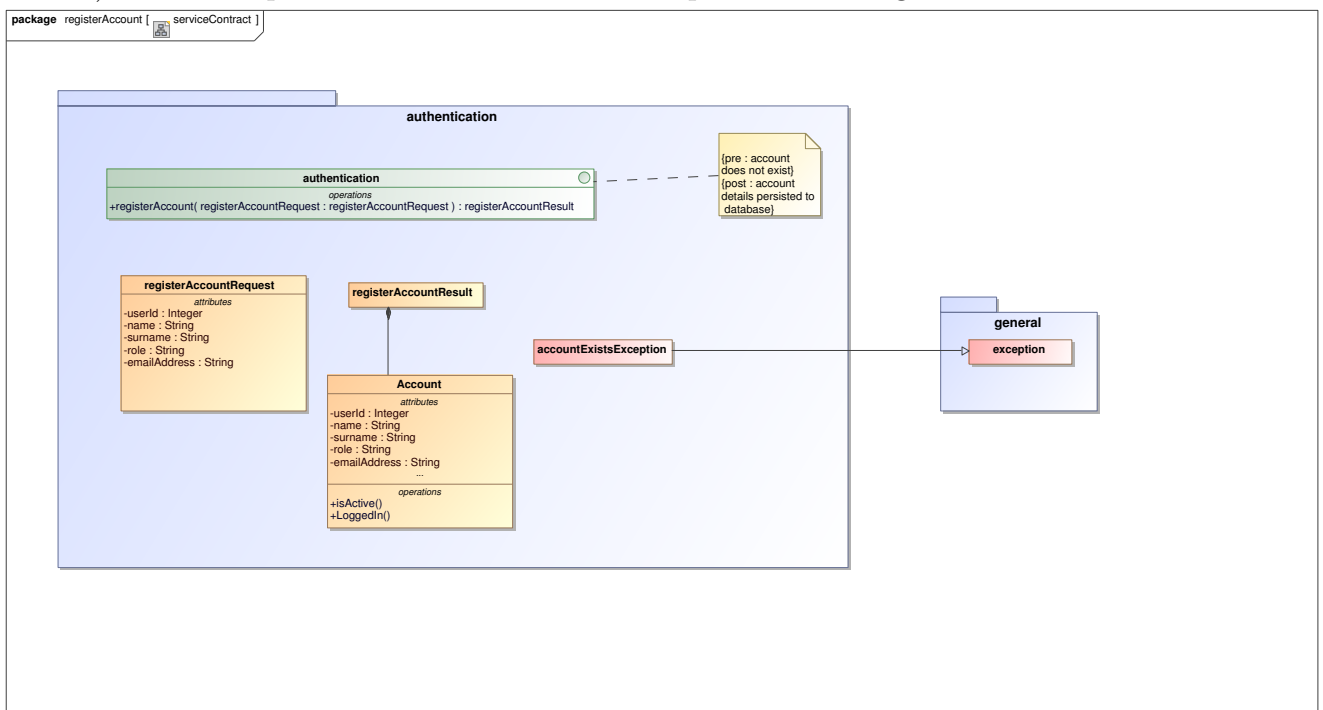 package registerAccount [ serviceContract ]
authentication
{pre : account
does not exist}
{post : account
details persisted to
database}
authentication
operations
+registerAccount( registerAccountRequest : registerAccountRequest ) : registerAccountResult
registerAccountRequest
attributes
-userId : Integer
-name : String
-surname : String
-role : String
-emailAddress : String
registerAccountResult
accountExistsException
general
exception
Account
attributes
-userId : Integer
-name : String
-surname : String
-role : String
-emailAddress : String
...
operations
+isActive()
+LoggedIn()